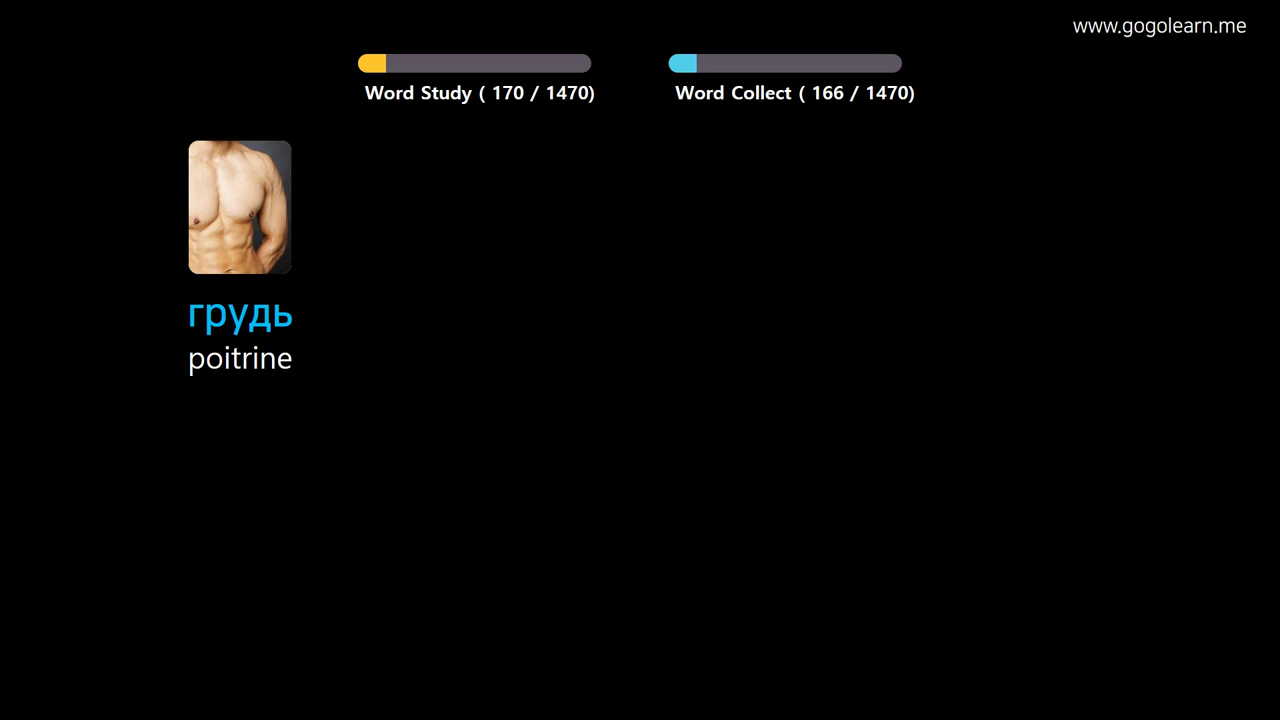 www.gogolearn.me
Word Study ( 170 / 1470)
Word Collect ( 166 / 1470)
грудь
poitrine